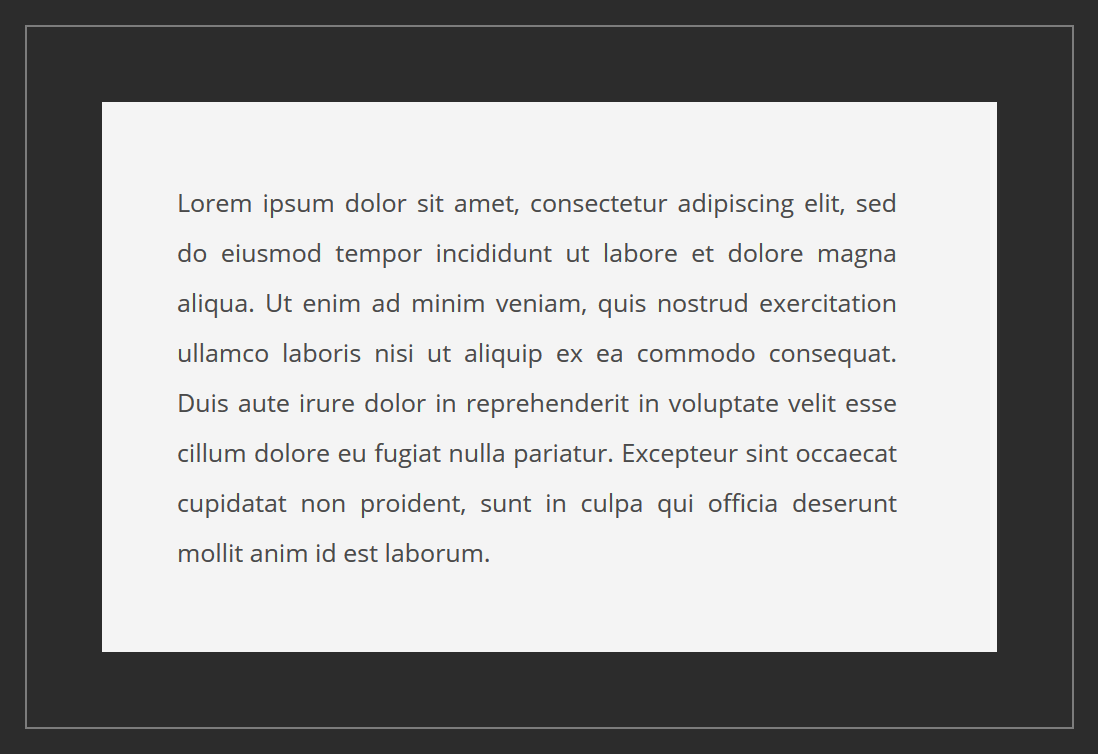 Lorem ipsum dolor sit amet, consectetur adipiscing elit, sed
do eiusmod tempor incididunt ut labore et dolore magna
aliqua. Ut enim ad minim veniam, quis nostrud exercitation
ullamco laboris nisi ut aliquip ex ea commodo consequat.
Duis aute irure dolor in reprehenderit in voluptate velit esse
cillum dolore eu fugiat nulla pariatur. Excepteur sint occaecat
cupidatat non proident, sunt in culpa qui officia deserunt
mollit anim id est laborum.